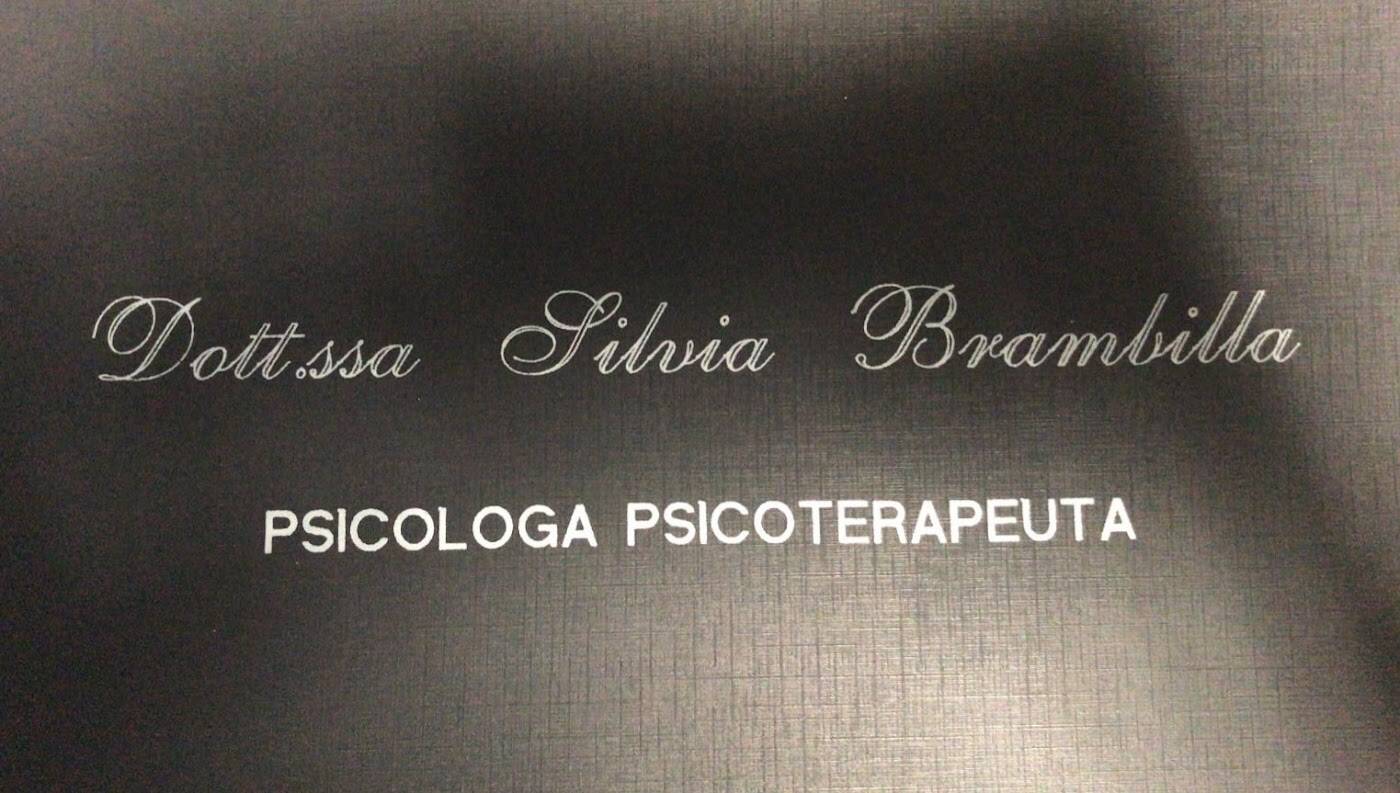 Dott.ssa Silvia Brambilla
PSICOLOGA PSICOTERAPEUTA